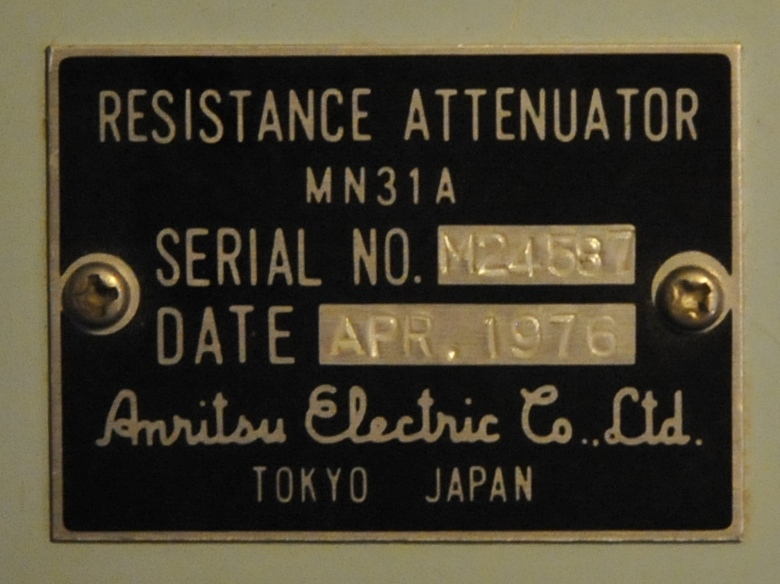 RESISTANCE ATTENUATOR
MN31A
SERIAL NO. M24587
DATE APR. 1976
Anritsu Electric Co., Ltd.
TOKYO JAPAN